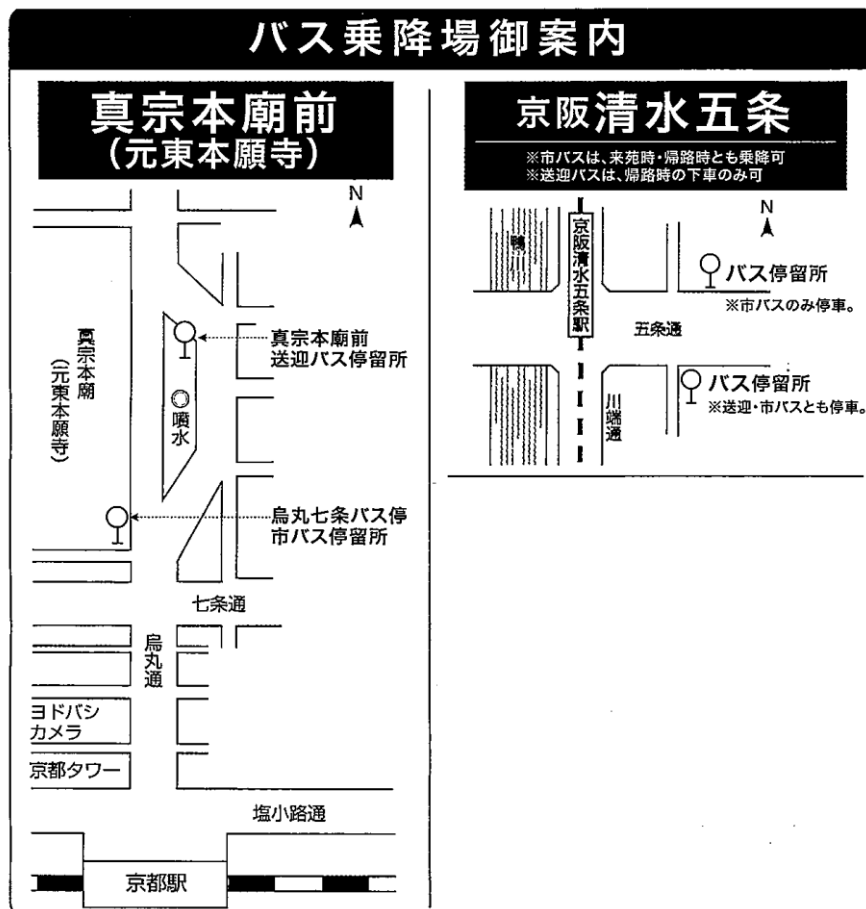 バス乗降場御案内
真宗本廟前
(元東本願寺)
N
真宗本廟
(元東本願寺)
真宗本廟前
送迎バス停留所
噴水
烏丸七条バス停
市バス停留所
七条通
烏丸通
ヨドバシ
カメラ
京都タワー
塩小路通
京都駅
京阪清水五条
※市バスは、来苑時・帰路時とも乗降可
※送迎バスは、帰路時の下車のみ可
N
鴨川
京阪清水五条駅
バス停留所
※市バスのみ停車。
五条通
バス停留所
※送迎・市バスとも停車。
川端通